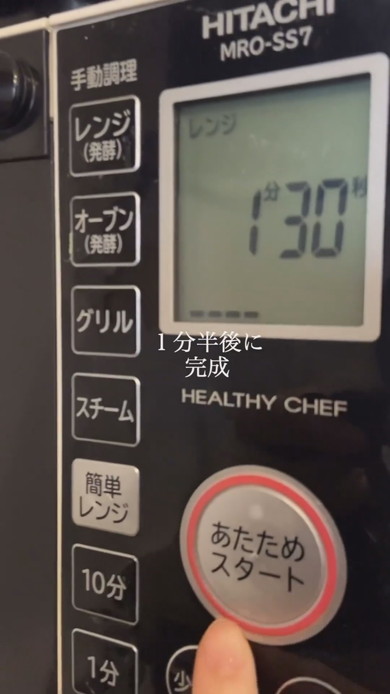 HITACHI
MRO-SS7
手動調理
レンジ
(発酵)
レンジ
1分30秒
オーブン
(発酵)
グリル
1分半後に
完成
スチーム
HEALTHY CHEF
簡単
レンジ
あたため
スタート
10分
1分
少